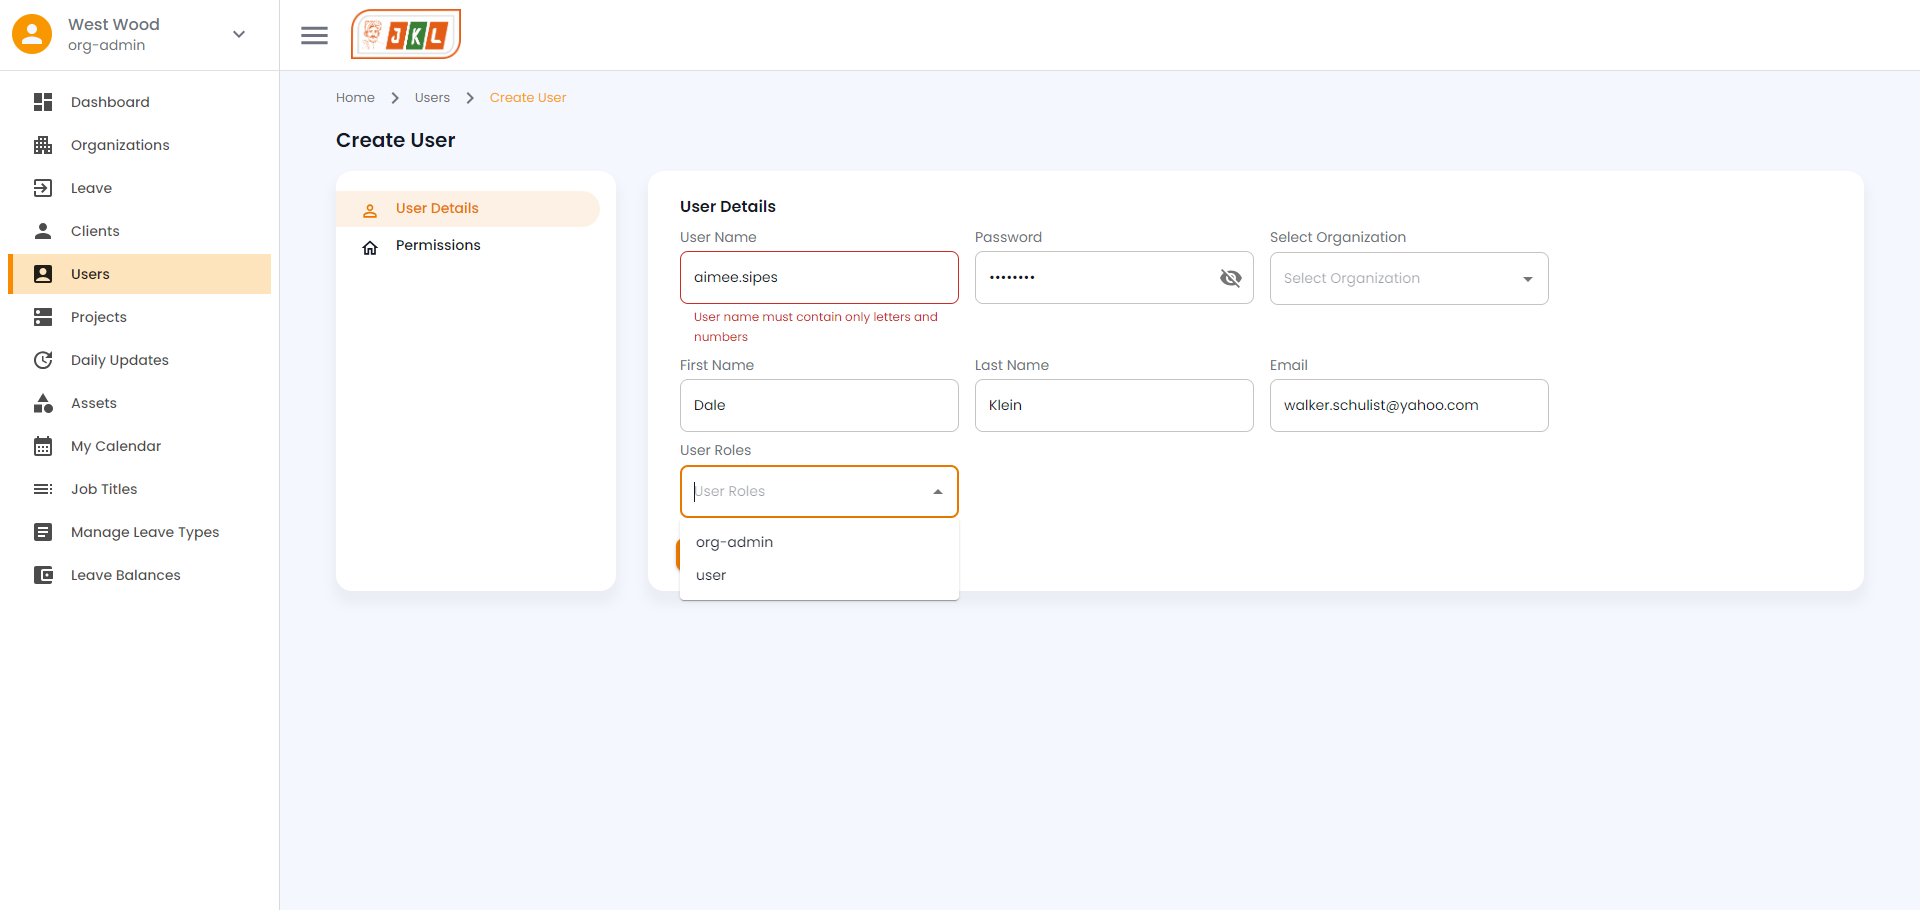 West Wood
org-admin
JKL
Dashboard
Organizations
Leave
Clients
Users
Projects
Daily Updates
Assets
My Calendar
Job Titles
Manage Leave Types
Leave Balances
Home
Users
Create User
Create User
User Details
Permissions
User Details
User Name
Password
Select Organization
aimee.sipes
••••••••
Select Organization
User name must contain only letters and
numbers
First Name
Last Name
Email
Dale
Klein
walker.schulist@yahoo.com
User Roles
User Roles
org-admin
user